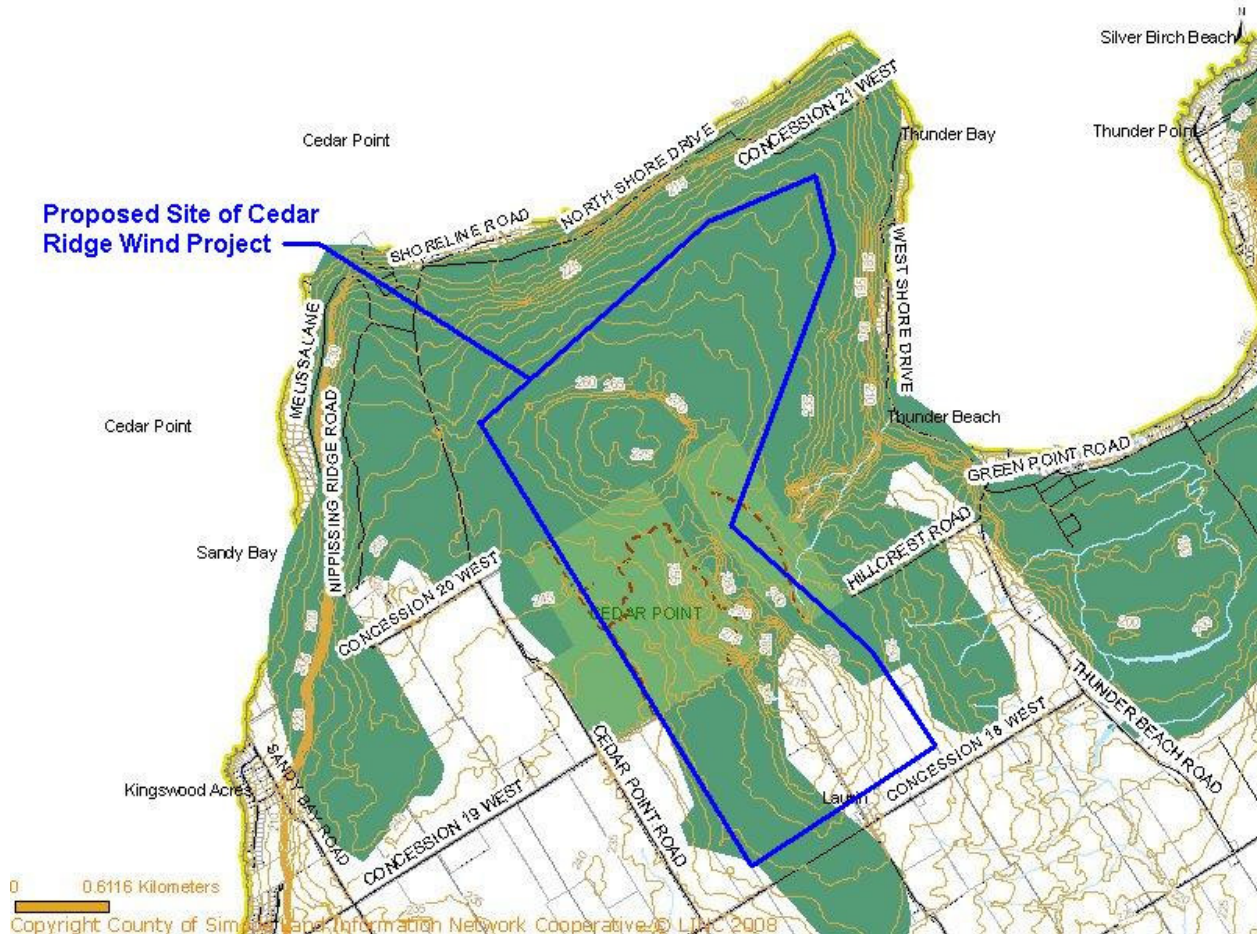 N
Silver Birch Beach
Cedar Point
Thunder Bay
Thunder Point
CONCESSION 21 WEST
NORTH SHORE DRIVE
SHORELINE ROAD
Proposed Site of Cedar
Ridge Wind Project
WEST SHORE DRIVE
MELISSA LANE
NIPPISSING RIDGE ROAD
260
265
Cedar Point
Thunder Beach
GREEN POINT ROAD
Sandy Bay
HILLCREST ROAD
CONCESSION 20 WEST
245
CEDAR POINT
THUNDER BEACH ROAD
CEDAR POINT ROAD
CONCESSION 18 WEST
SANDY BAY ROAD
Kingswood Acres
CONCESSION 19 WEST
Laurin
0 0.6116 Kilometers
Copyright County of Simcoe Land Information Network Cooperative © LINC 2008